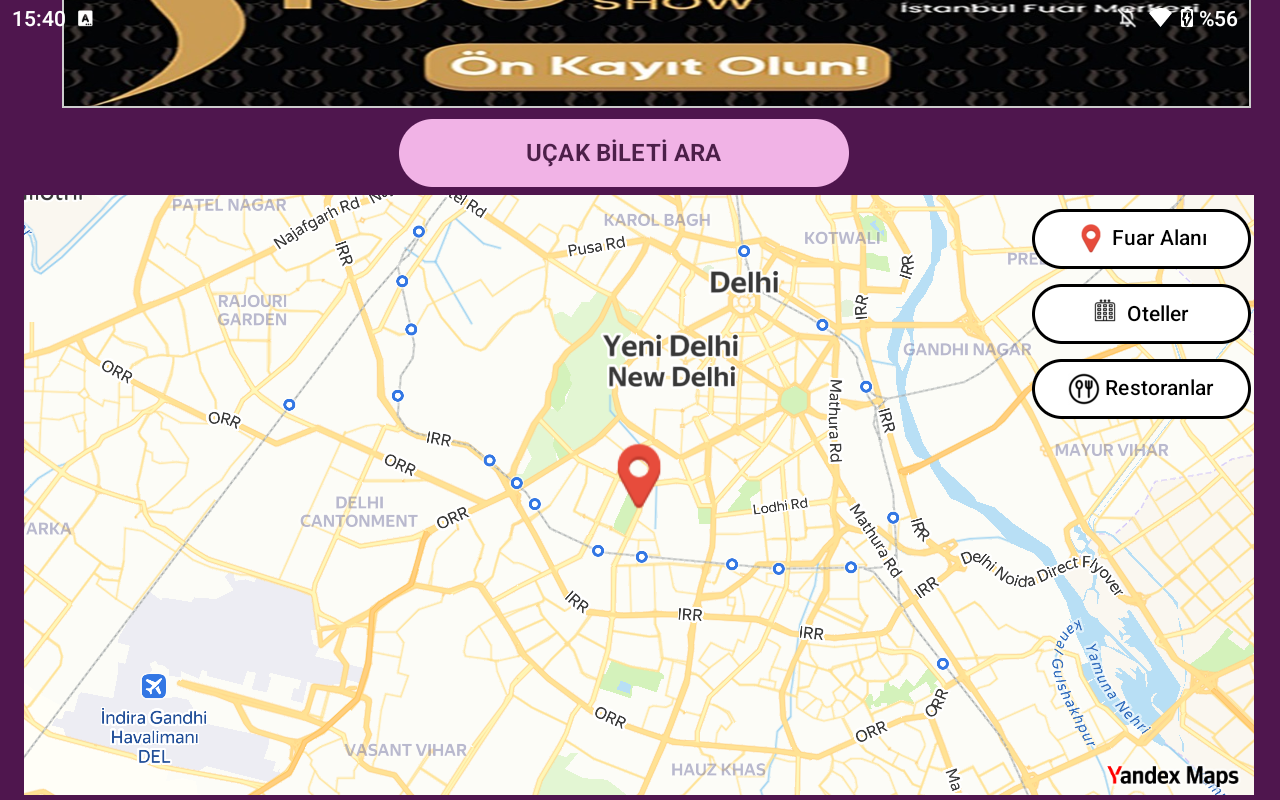 15:40
%56
SHOW
İstanbul Fuar Merkezi
Ön Kayıt Olun!
UÇAK BİLETİ ARA
PATEL NAGAR
Najafgarh Rd
KAROL BAGH
Pusa Rd
KOTWALI
IRR
IRR
IRR
Fuar Alanı
Delhi
RAJOURI
GARDEN
Oteller
Yeni Delhi
New Delhi
GANDHI NAGAR
ORR
Restoranlar
ORR
IRR
Mathura Rd
IRR
MAYUR VIHAR
ORR
DELHI
CANTONMENT
ORR
Lodhi Rd
Mathura Rd
IRR
Delhi Noida Direct Flyover
IRR
IRR
IRR
IRR
Kanal Gulshakhpur
Yamuna Nehri
İndira Gandhi
Havalimanı
DEL
ORR
ORR
ORR
VASANT VIHAR
HAUZ KHAS
Yandex Maps